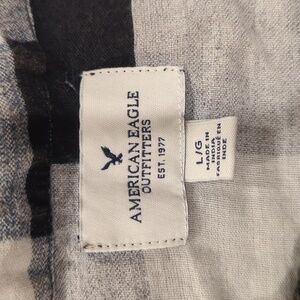 AMERICAN EAGLE
OUTFITTERS
EST. 1977
L/G
MADE IN
INDIA
FABRIQUÉ EN
INDE